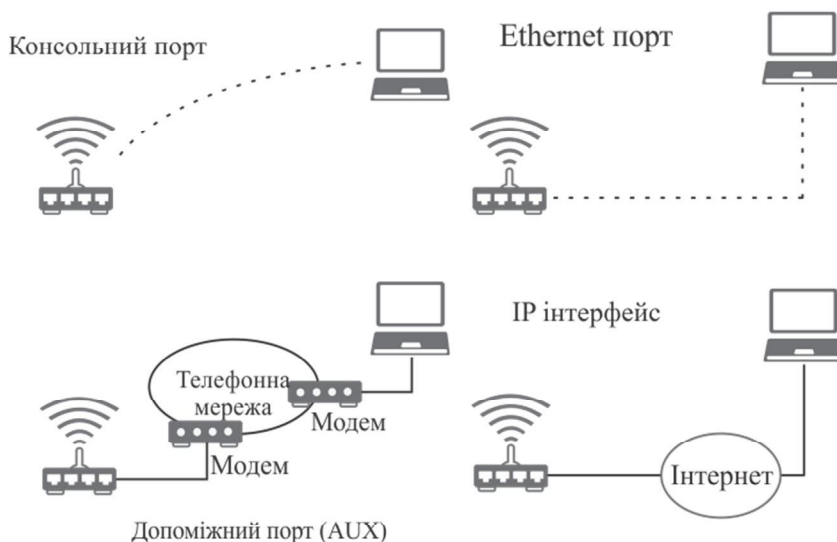 Консольний порт
Ethernet порт
IP інтерфейс
Телефонна
мережа
Модем
Модем
Інтернет
Допоміжний порт (AUX)